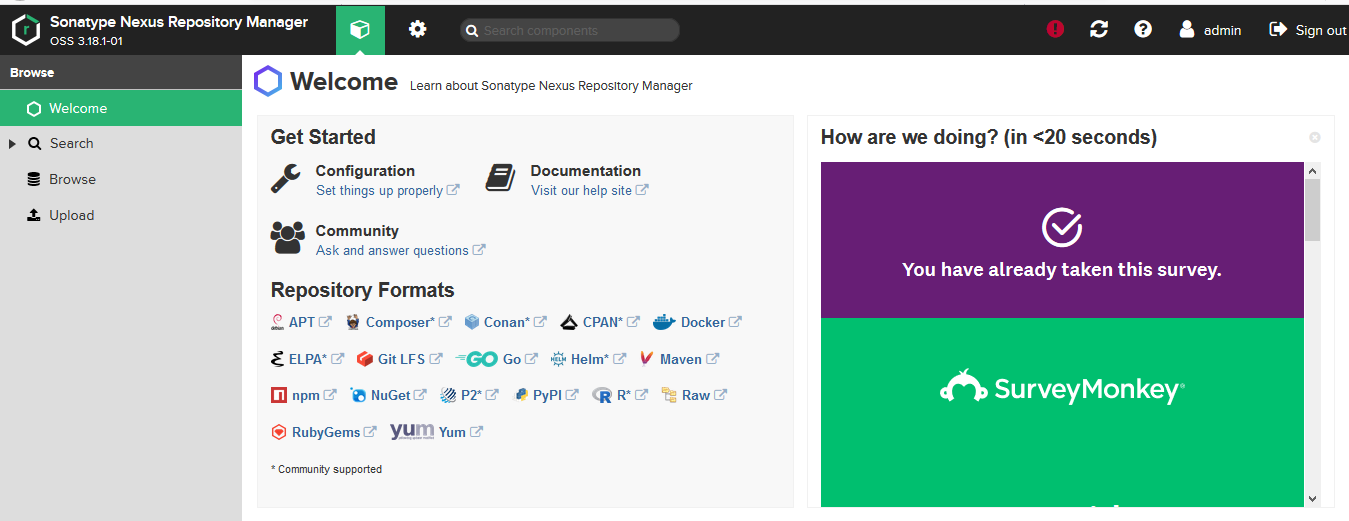 Sonatype Nexus Repository Manager
OSS 3.18.1-01
Search components
admin
Sign out
Browse
Welcome
Search
Browse
Upload
Welcome Learn about Sonatype Nexus Repository Manager
Get Started
Configuration
Set things up properly
Documentation
Visit our help site
Community
Ask and answer questions
Repository Formats
APT Composer* Conan* CPAN* Docker
ELPA* Git LFS GO Go HELM Helm* Maven
npm NuGet P2* PyPI R* Raw
RubyGems yum Yum
* Community supported
How are we doing? (in <20 seconds)
You have already taken this survey.
SurveyMonkey®